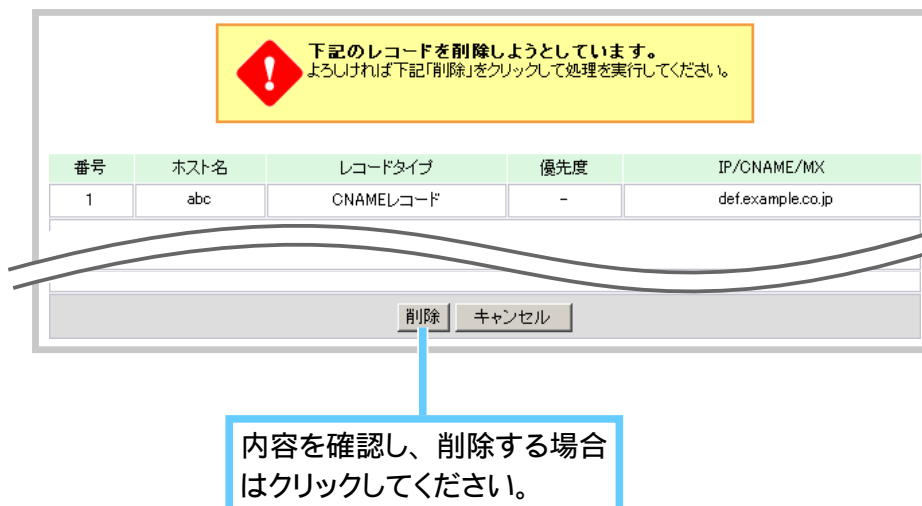 下記のレコードを削除しようとしています。
よろしければ下記「削除」をクリックして処理を実行してください。
番号 ホスト名 レコードタイプ 優先度 IP/CNAME/MX
1 abc CNAMEレコード - def.example.co.jp
削除 キャンセル
内容を確認し、削除する場合
はクリックしてください。